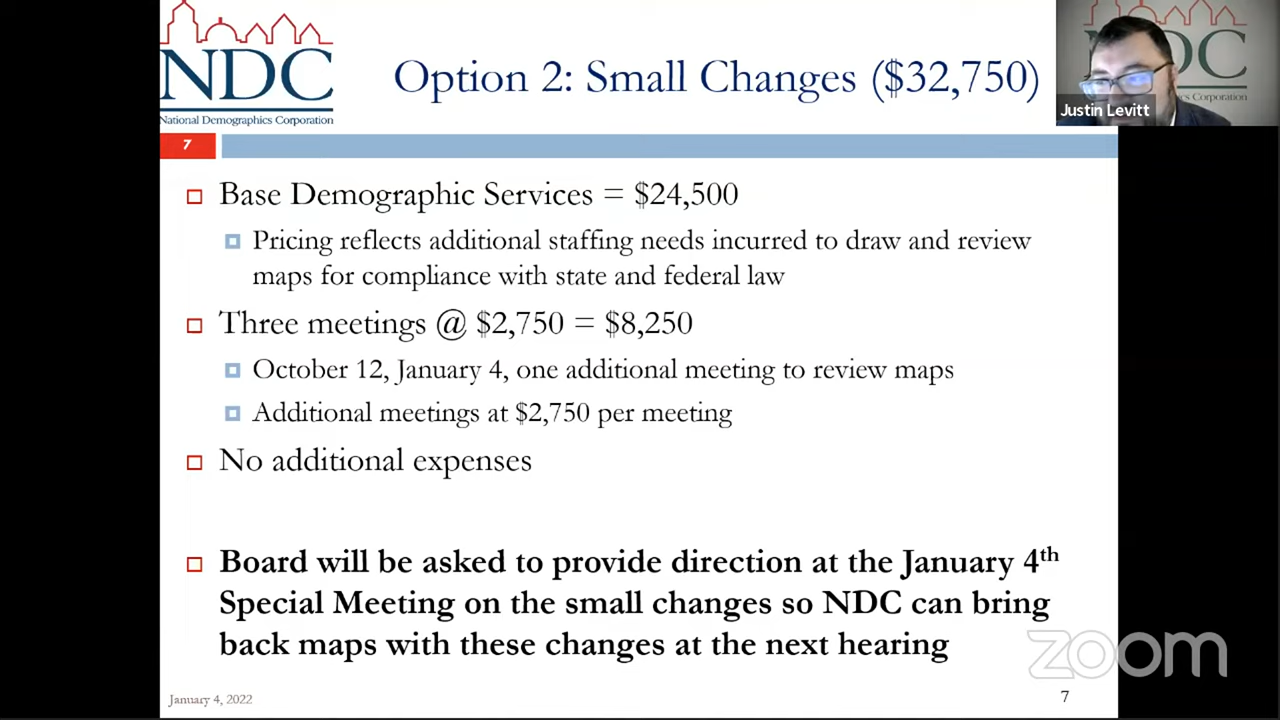 NDC
National Demographics Corporation
Option 2: Small Changes ($32,750)
Justin Levitt
7
Base Demographic Services = $24,500
Pricing reflects additional staffing needs incurred to draw and review
maps for compliance with state and federal law
Three meetings @ $2,750 = $8,250
October 12, January 4, one additional meeting to review maps
Additional meetings at $2,750 per meeting
No additional expenses
Board will be asked to provide direction at the January 4th
Special Meeting on the small changes so NDC can bring
back maps with these changes at the next hearing
zoom
January 4, 2022
7